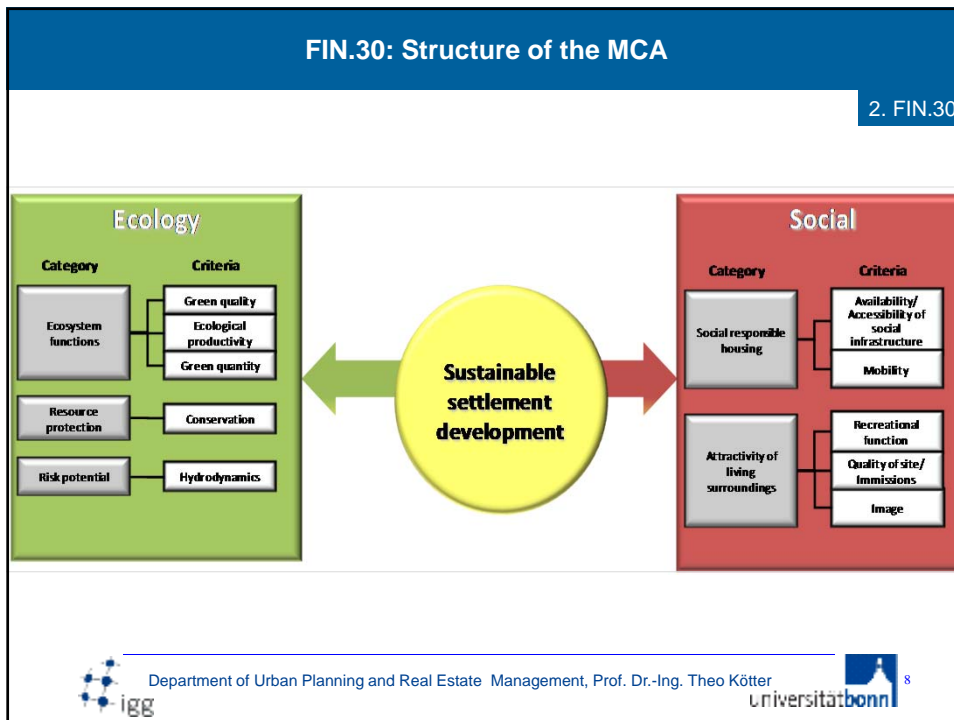 FIN.30: Structure of the MCA
2. FIN.30
Ecology
Category Criteria
Ecosystem
functions
Green quality
Ecological
productivity
Green quantity
Resource
protection
Conservation
Risk potential
Hydrodynamics
Sustainable
settlement
development
Social
Category Criteria
Social responsible
housing
Availability/
Accessibility of
social
infrastructure
Mobility
Attractivity of
living
surroundings
Recreational
function
Quality of site/
Immissions
Image
igg
Department of Urban Planning and Real Estate Management, Prof. Dr.-Ing. Theo Kötter
universitätbonn
8